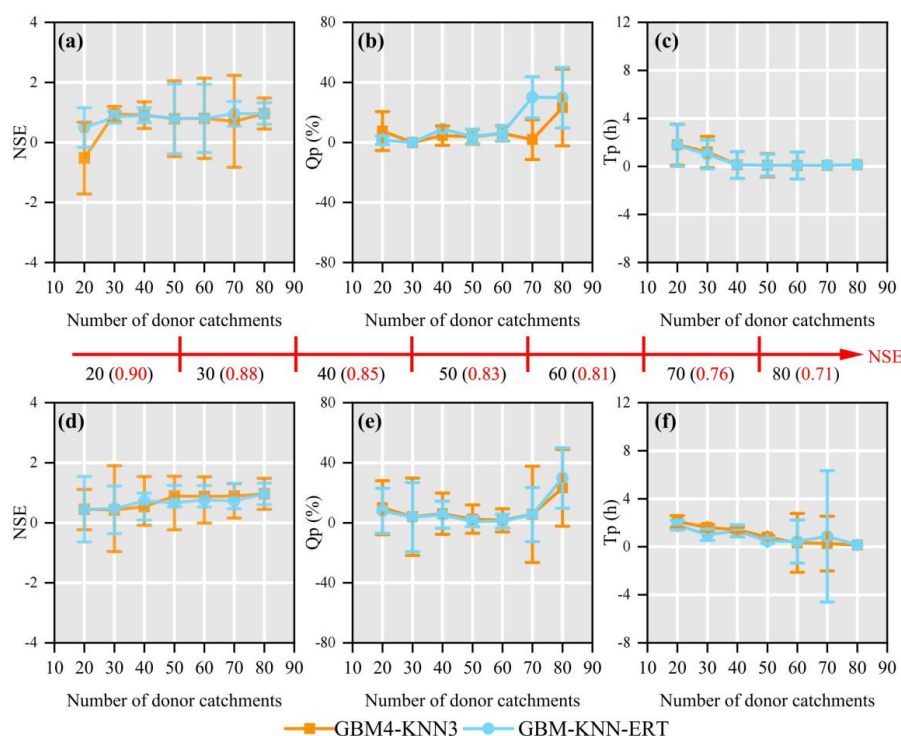 (a)
NSE
4
2
0
-2
-4
10 20 30 40 50 60 70 80 90
Number of donor catchments
(b)
Qp (%)
80
40
0
-40
-80
10 20 30 40 50 60 70 80 90
Number of donor catchments
(c)
Tp (h)
12
8
4
0
-4
-8
10 20 30 40 50 60 70 80 90
Number of donor catchments
20 (0.90) 30 (0.88) 40 (0.85) 50 (0.83) 60 (0.81) 70 (0.76) 80 (0.71) NSE
(d)
NSE
4
2
0
-2
-4
10 20 30 40 50 60 70 80 90
Number of donor catchments
(e)
Qp (%)
80
40
0
-40
-80
10 20 30 40 50 60 70 80 90
Number of donor catchments
(f)
Tp (h)
12
8
4
0
-4
-8
10 20 30 40 50 60 70 80 90
Number of donor catchments
GBM4-KNN3 GBM-KNN-ERT